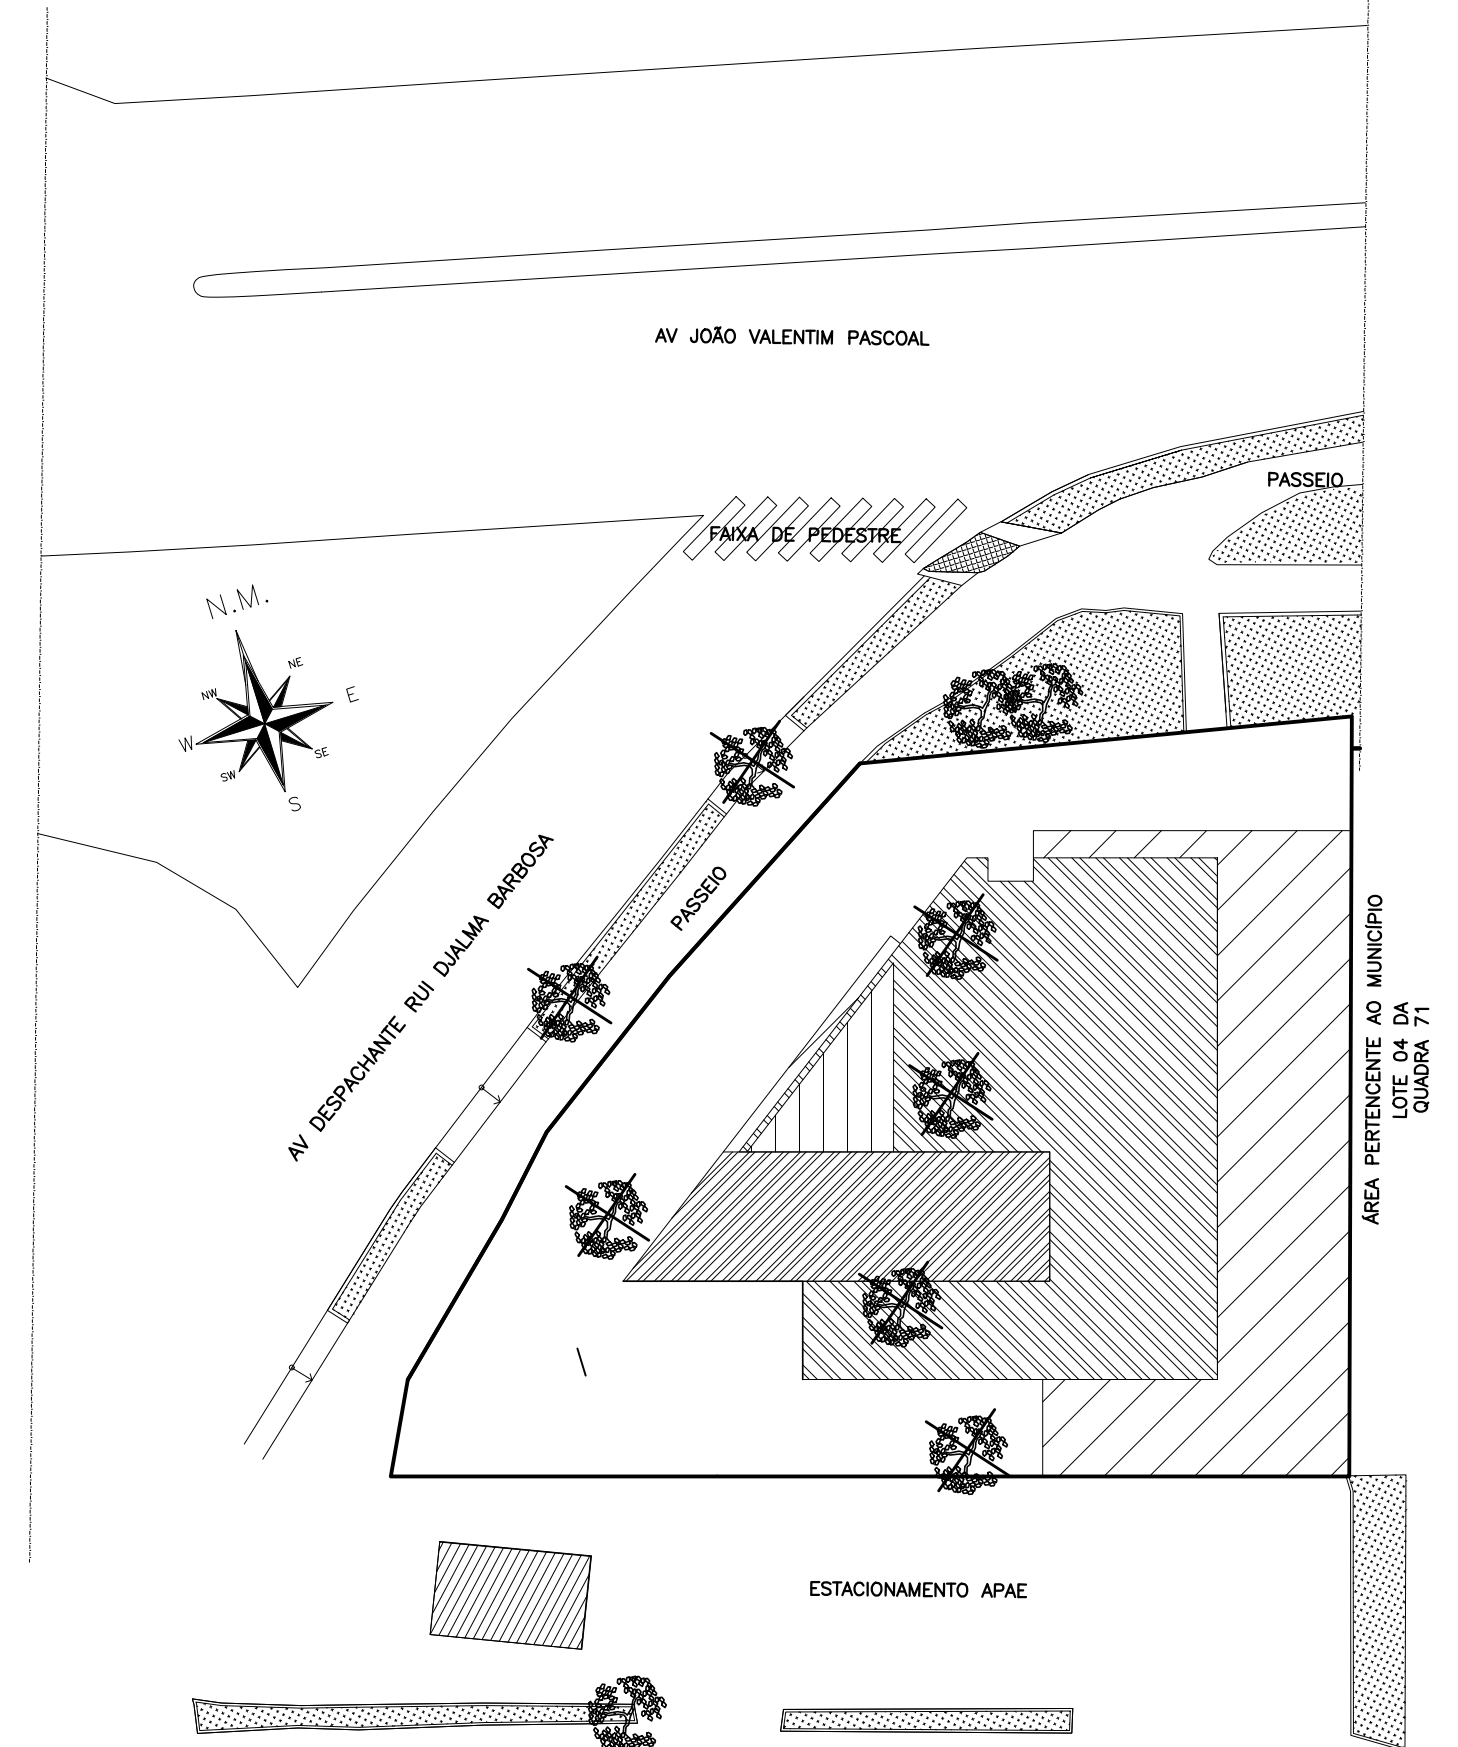 AV JOÃO VALENTIM PASCOAL
PASSEIO
FAIXA DE PEDESTRE
N.M.
NE
NW
E
W
SE
SW
S
AV DESPACHANTE RUI DJALMA BARBOSA
PASSEIO
ÁREA PERTENCENTE AO MUNICÍPIO
LOTE 04 DA
QUADRA 71
ESTACIONAMENTO APAE